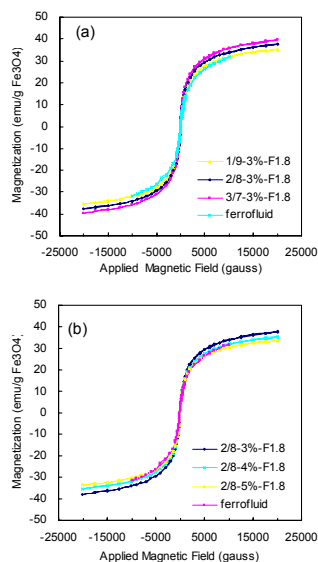 (a)
Magnetization (emu/g Fe3O4)
50
40
30
20
10
0
-10
-20
-30
-40
-50
1/9-3%-F1.8
2/8-3%-F1.8
3/7-3%-F1.8
ferrofluid
-25000 -15000 -5000 5000 15000 25000
Applied Magnetic Field (gauss)
(b)
Magnetization (emu/g Fe3O4)
50
40
30
20
10
0
-10
-20
-30
-40
-50
2/8-3%-F1.8
2/8-4%-F1.8
2/8-5%-F1.8
ferrofluid
-25000 -15000 -5000 5000 15000 25000
Applied Magnetic Field (gauss)